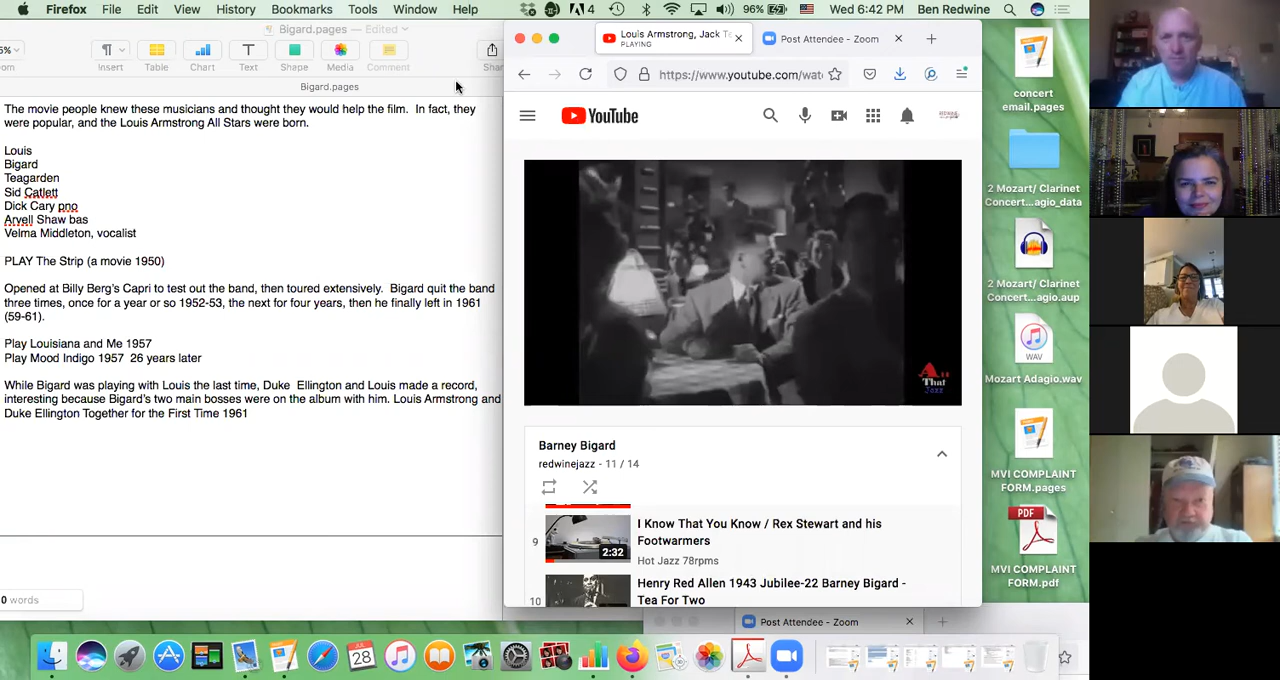 Firefox File Edit View History Bookmarks Tools Window Help 4 96% Wed 6:42 PM Ben Redwine
Bigard.pages — Edited
Insert Table Chart Text Shape Media Comment
Bigard.pages
The movie people knew these musicians and thought they would help the film. In fact, they
were popular, and the Louis Armstrong All Stars were born.
Louis
Bigard
Teagarden
Sid Catlett
Dick Cary pno
Arvell Shaw bas
Velma Middleton, vocalist
PLAY The Strip (a movie 1950)
Opened at Billy Berg's Capri to test out the band, then toured extensively. Bigard quit the band
three times, once for a year or so 1952-53, the next for four years, then he finally left in 1961
(59-61).
Play Louisiana and Me 1957
Play Mood Indigo 1957 26 years later
While Bigard was playing with Louis the last time, Duke Ellington and Louis made a record,
interesting because Bigard's two main bosses were on the album with him. Louis Armstrong and
Duke Ellington Together for the First Time 1961
0 words
Louis Armstrong, Jack
PLAYING
Post Attendee - Zoom
https://www.youtube.com/wat
YouTube
That
Jazz
Barney Bigard
redwinejazz - 11 / 14
9
2:32
I Know That You Know / Rex Stewart and his
Footwarmers
Hot Jazz 78rpms
10
Henry Red Allen 1943 Jubilee-22 Barney Bigard -
Tea For Two
Post Attendee - Zoom
concert
email.pages
2 Mozart/ Clarinet
Concert...agio_data
2 Mozart/ Clarinet
Concert...agio.aup
WAV
Mozart Adagio.wav
MVI COMPLAINT
FORM.pages
PDF
MVI COMPLAINT
FORM.pdf
28